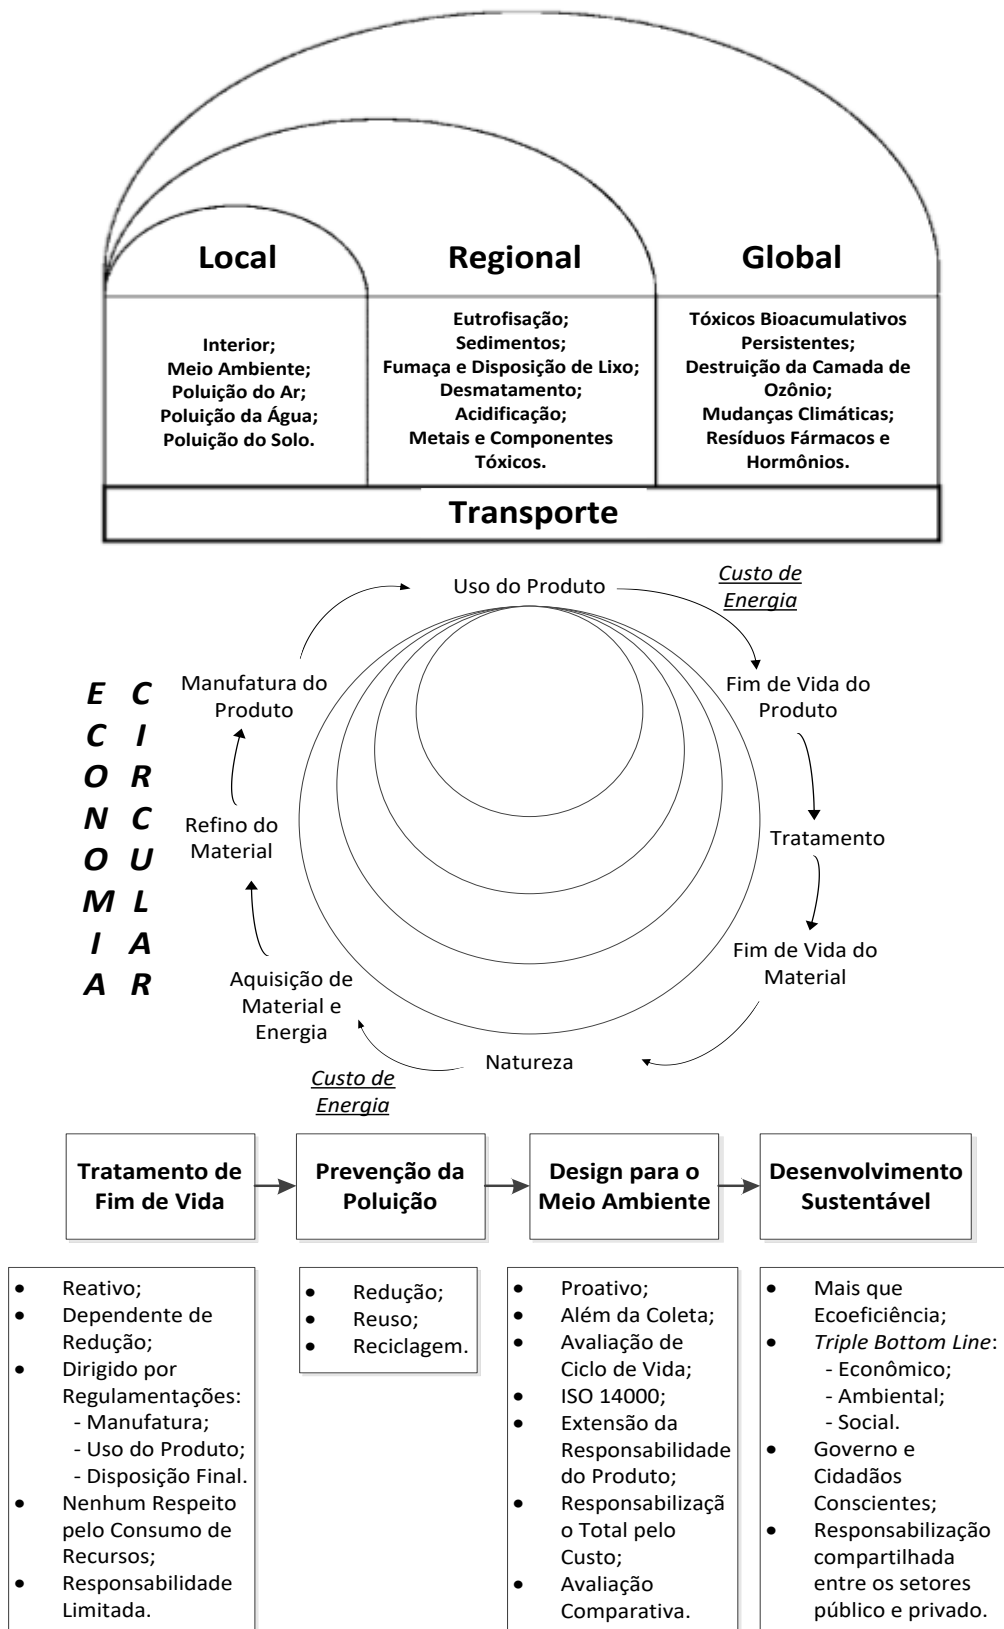 Local
Regional
Global
Interior;
Meio Ambiente;
Poluição do Ar;
Poluição da Água;
Poluição do Solo.
Eutrofisação;
Sedimentos;
Fumaça e Disposição de Lixo;
Desmatamento;
Acidificação;
Metais e Componentes
Tóxicos.
Tóxicos Bioacumulativos
Persistentes;
Destruição da Camada de
Ozônio;
Mudanças Climáticas;
Resíduos Fármacos e
Hormônios.
Transporte
ECONOMIA
CIRCULAR
Uso do Produto
Custo de
Energia
Fim de Vida do
Produto
Tratamento
Fim de Vida do
Material
Natureza
Custo de
Energia
Aquisição de
Material e
Energia
Refino do
Material
Manufatura do
Produto
Tratamento de
Fim de Vida
Prevenção da
Poluição
Design para o
Meio Ambiente
Desenvolvimento
Sustentável
• Reativo;
• Dependente de
Redução;
• Dirigido por
Regulamentações:
- Manufatura;
- Uso do Produto;
- Disposição Final.
• Nenhum Respeito
pelo Consumo de
Recursos;
• Responsabilidade
Limitada.
• Redução;
• Reuso;
• Reciclagem.
• Proativo;
• Além da Coleta;
• Avaliação de
Ciclo de Vida;
• ISO 14000;
• Extensão da
Responsabilidade
do Produto;
• Responsabilizaçã
o Total pelo
Custo;
• Avaliação
Comparativa.
• Mais que
Ecoeficiência;
• Triple Bottom Line:
- Econômico;
- Ambiental;
- Social.
• Governo e
Cidadãos
Conscientes;
• Responsabilização
compartilhada
entre os setores
público e privado.